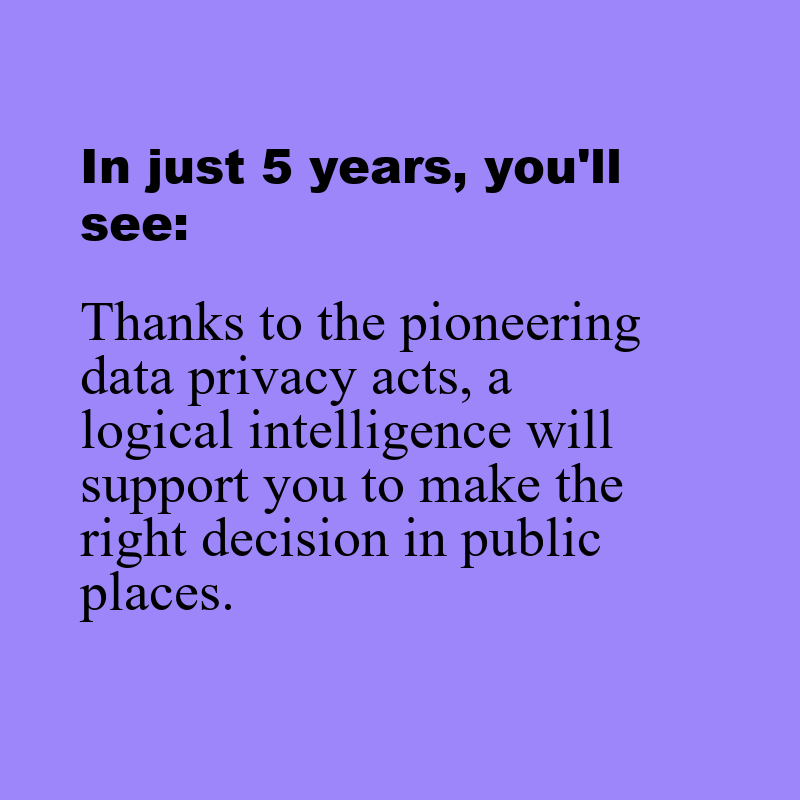 In just 5 years, you'll
see:
Thanks to the pioneering
data privacy acts, a
logical intelligence will
support you to make the
right decision in public
places.